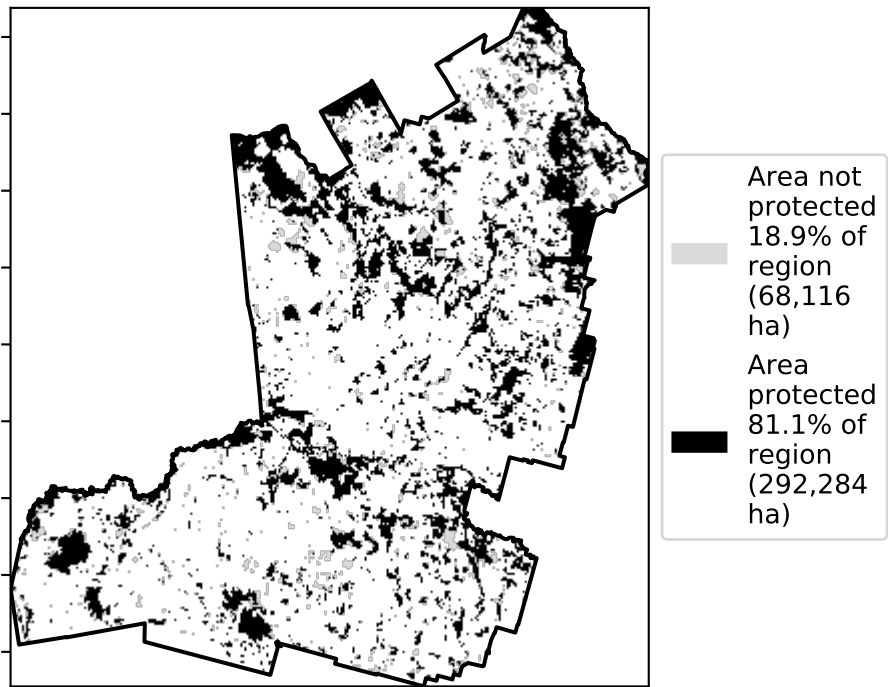 Area not
protected
18.9% of
region
(68,116
ha)
Area
protected
81.1% of
region
(292,284
ha)